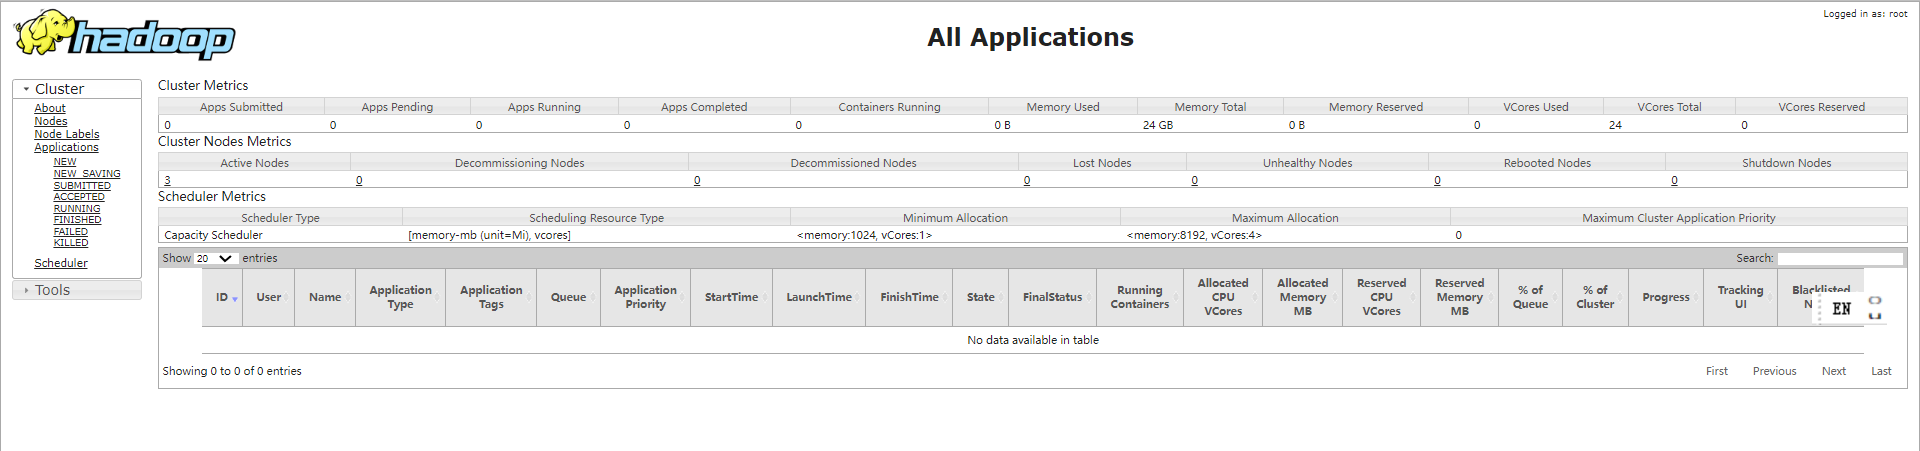 Logged in as: root
hadoop
All Applications
Cluster
About
Nodes
Node Labels
Applications
NEW
NEW_SAVING
SUBMITTED
ACCEPTED
RUNNING
FINISHED
FAILED
KILLED
Scheduler
Tools
Cluster Metrics
Apps Submitted Apps Pending Apps Running Apps Completed Containers Running Memory Used Memory Total Memory Reserved VCores Used VCores Total VCores Reserved
0 0 0 0 0 0 B 24 GB 0 B 0 24 0
Cluster Nodes Metrics
Active Nodes Decommissioning Nodes Decommissioned Nodes Lost Nodes Unhealthy Nodes Rebooted Nodes Shutdown Nodes
3 0 0 0 0 0 0
Scheduler Metrics
Scheduler Type Scheduling Resource Type Minimum Allocation Maximum Allocation Maximum Cluster Application Priority
Capacity Scheduler [memory-mb (unit=Mi), vcores] <memory:1024, vCores:1> <memory:8192, vCores:4> 0
Show 20 entries Search:
ID User Name Application Type Application Tags Queue Application Priority StartTime LaunchTime FinishTime State FinalStatus Running Containers Allocated CPU VCores Allocated Memory MB Reserved CPU VCores Reserved Memory MB % of Queue % of Cluster Progress Tracking UI Blacklisted
EN
No data available in table
Showing 0 to 0 of 0 entries First Previous Next Last